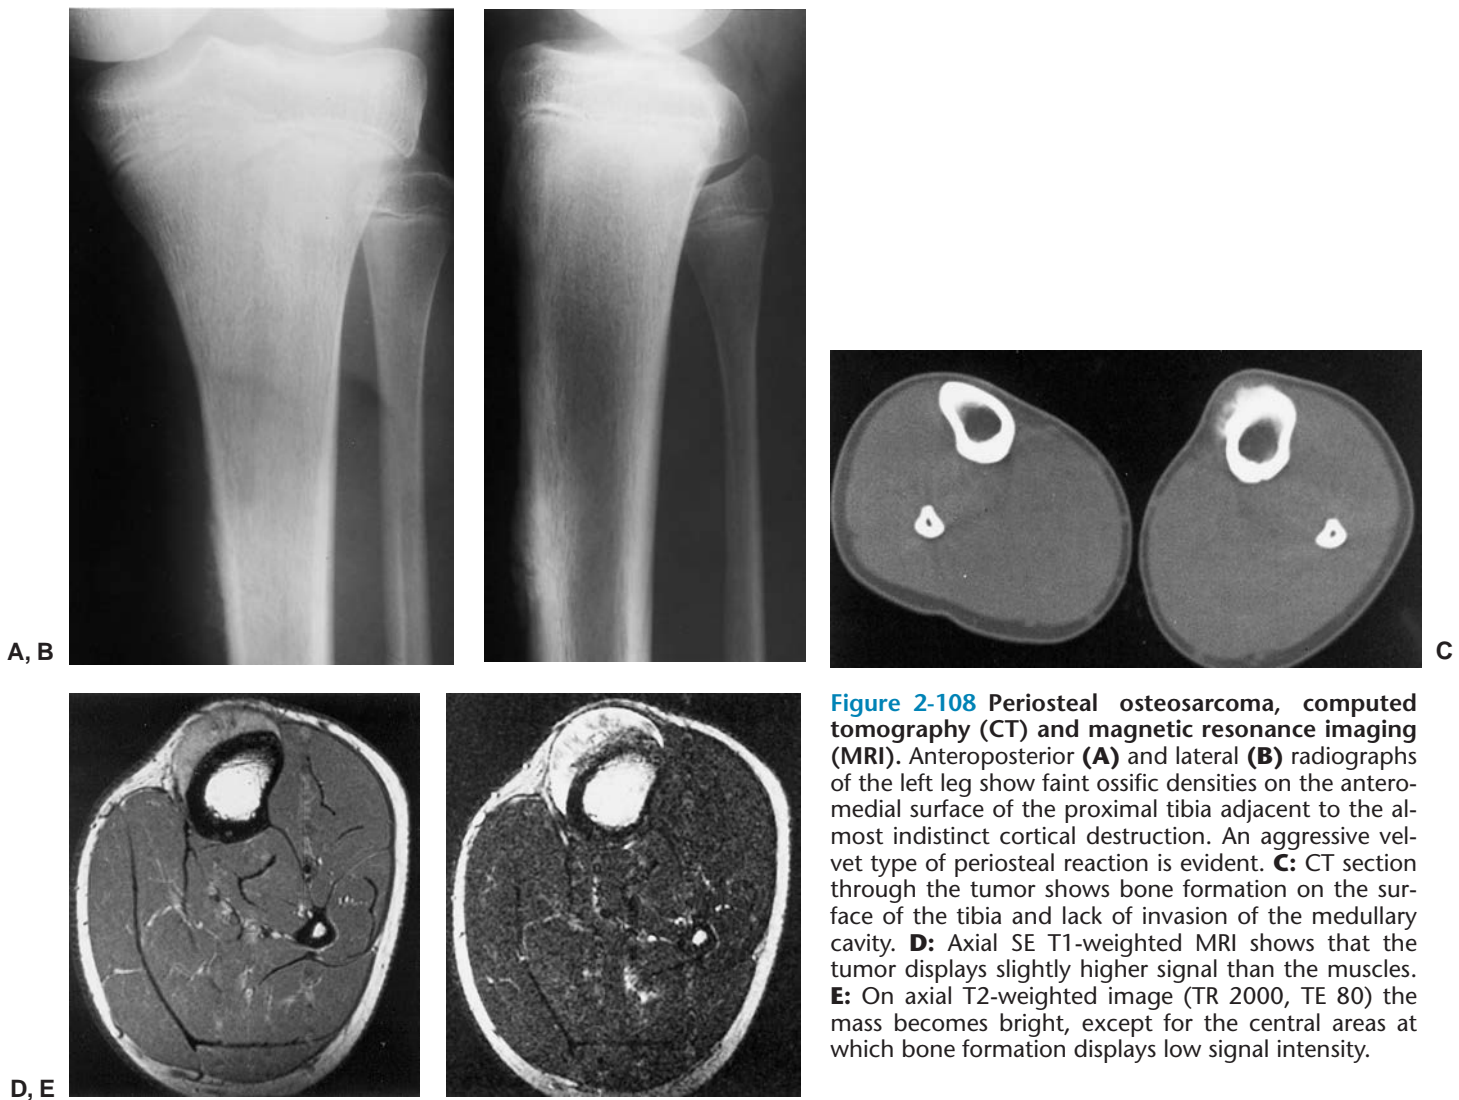 A, B
C
D, E
Figure 2-108 Periosteal osteosarcoma, computed
tomography (CT) and magnetic resonance imaging
(MRI). Anteroposterior (A) and lateral (B) radiographs
of the left leg show faint ossific densities on the antero-
medial surface of the proximal tibia adjacent to the al-
most indistinct cortical destruction. An aggressive vel-
vet type of periosteal reaction is evident. C: CT section
through the tumor shows bone formation on the sur-
face of the tibia and lack of invasion of the medullary
cavity. D: Axial SE T1-weighted MRI shows that the
tumor displays slightly higher signal than the muscles.
E: On axial T2-weighted image (TR 2000, TE 80) the
mass becomes bright, except for the central areas at
which bone formation displays low signal intensity.